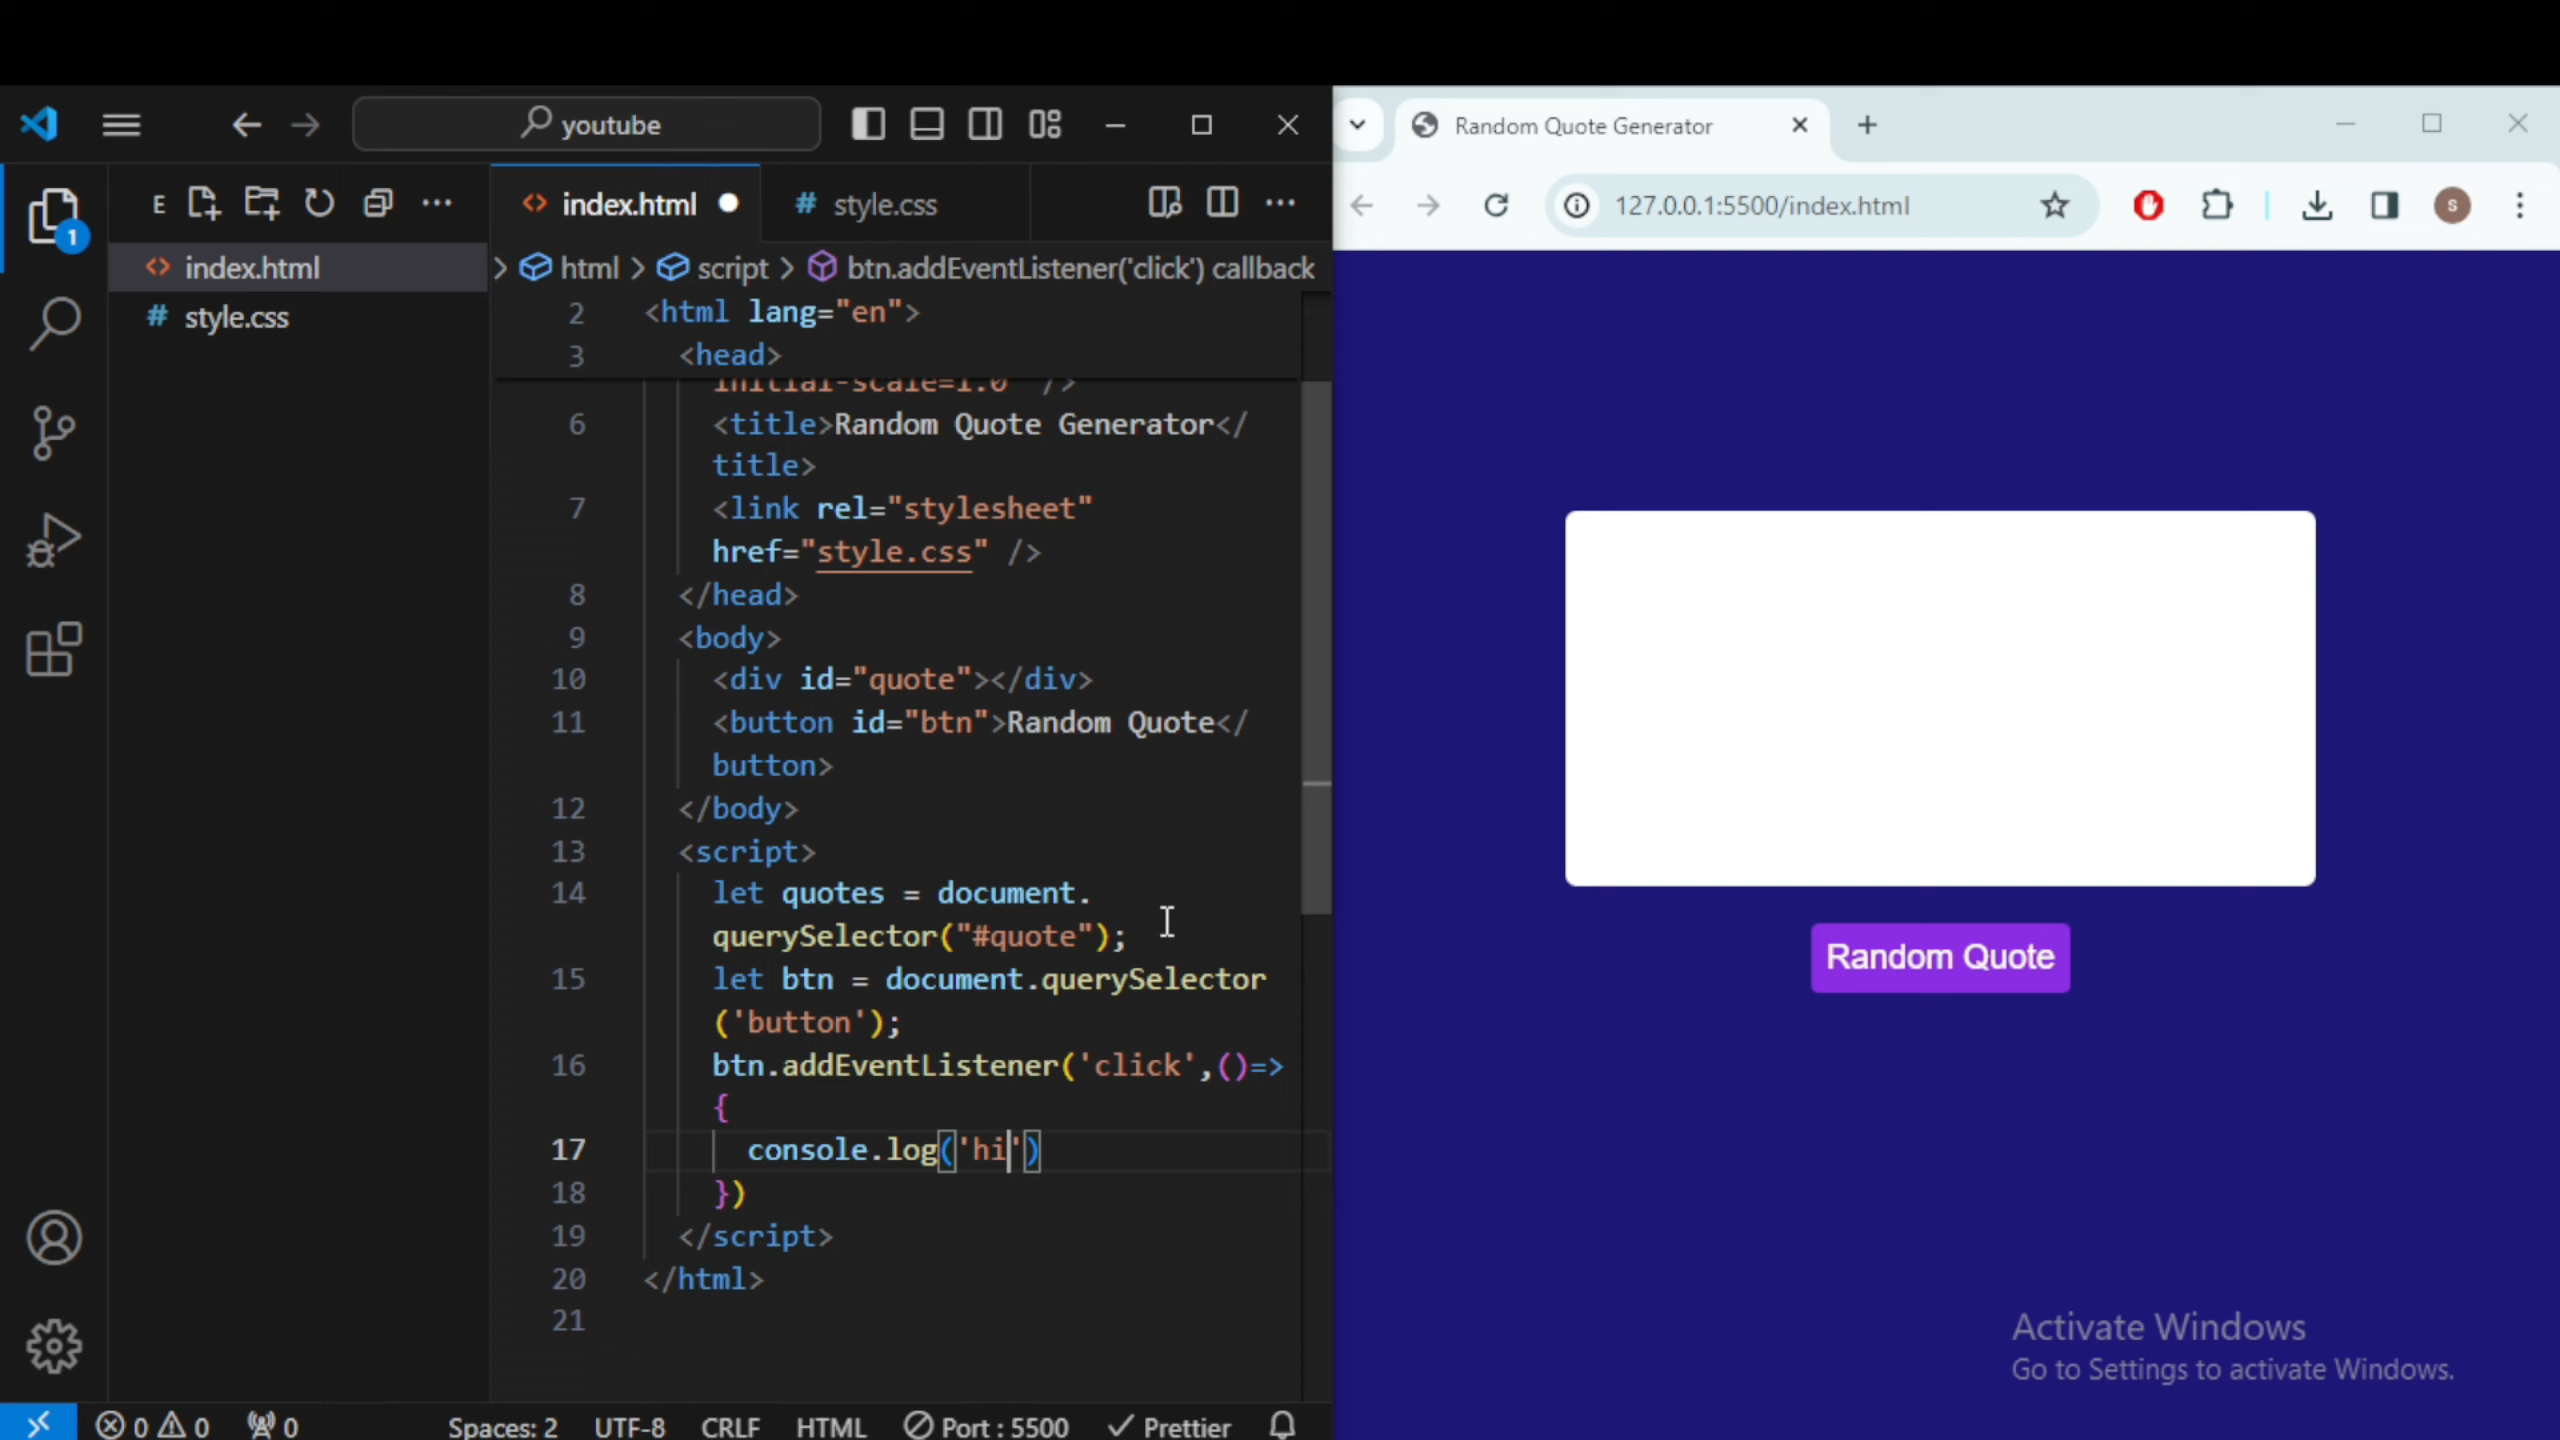 youtube
E
index.html
style.css
1
index.html
style.css
html > script > btn.addEventListener('click') callback
2 <html lang="en">
3 <head>
initial-scale=1.0" />
6 <title>Random Quote Generator</
title>
7 <link rel="stylesheet"
href="style.css" />
8 </head>
9 <body>
10 <div id="quote"></div>
11 <button id="btn">Random Quote</
button>
12 </body>
13 <script>
14 let quotes = document.
querySelector("#quote");
15 let btn = document.querySelector
('button');
16 btn.addEventListener('click',()=>
{
17 console.log('hi')
18 })
19 </script>
20 </html>
21
0 0 0 Spaces: 2 UTF-8 CRLF HTML Port : 5500 Prettier
Random Quote Generator
127.0.0.1:5500/index.html
S
Random Quote
Activate Windows
Go to Settings to activate Windows.